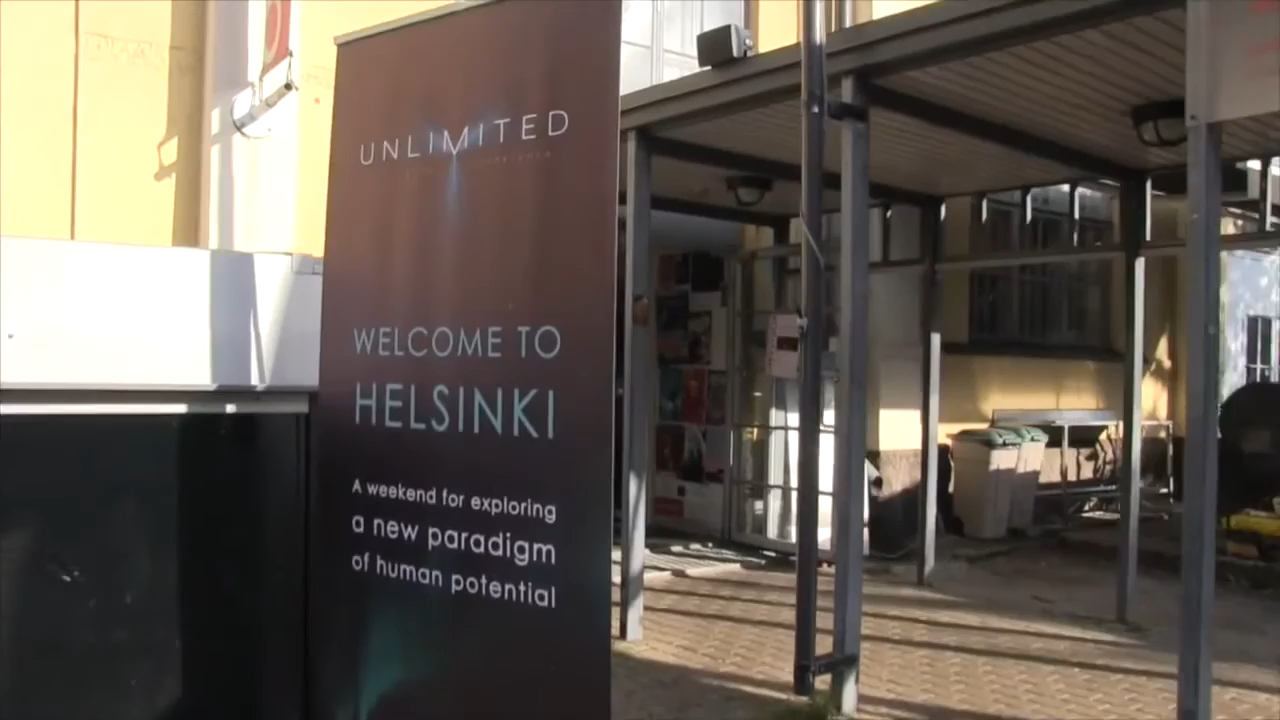 UNLIMITED
WELCOME TO
HELSINKI
A weekend for exploring
a new paradigm
of human potential